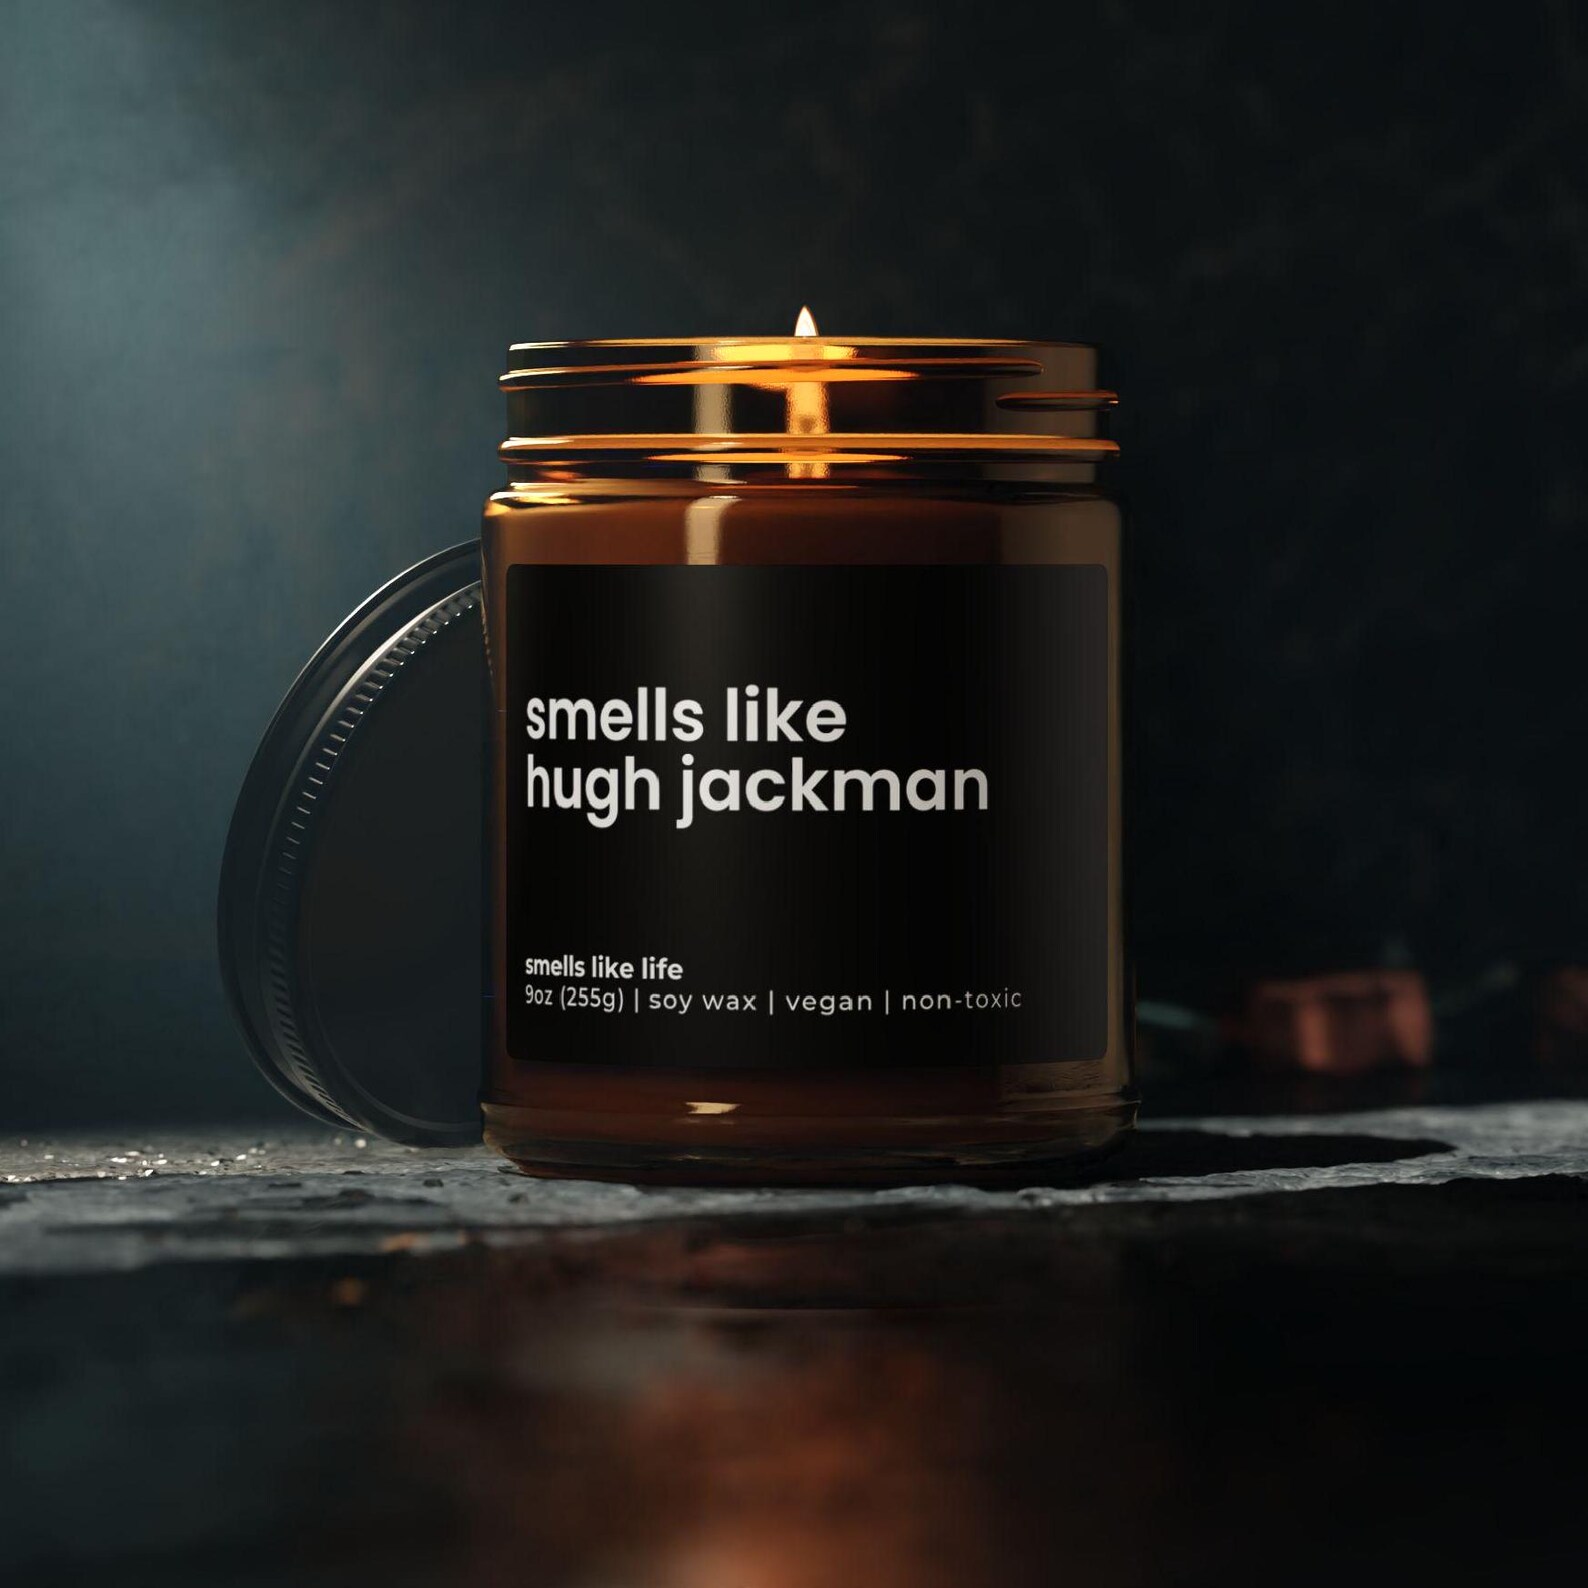 smells like
hugh jackman
smells like life
9oz (255g) | soy wax | vegan | non-toxic